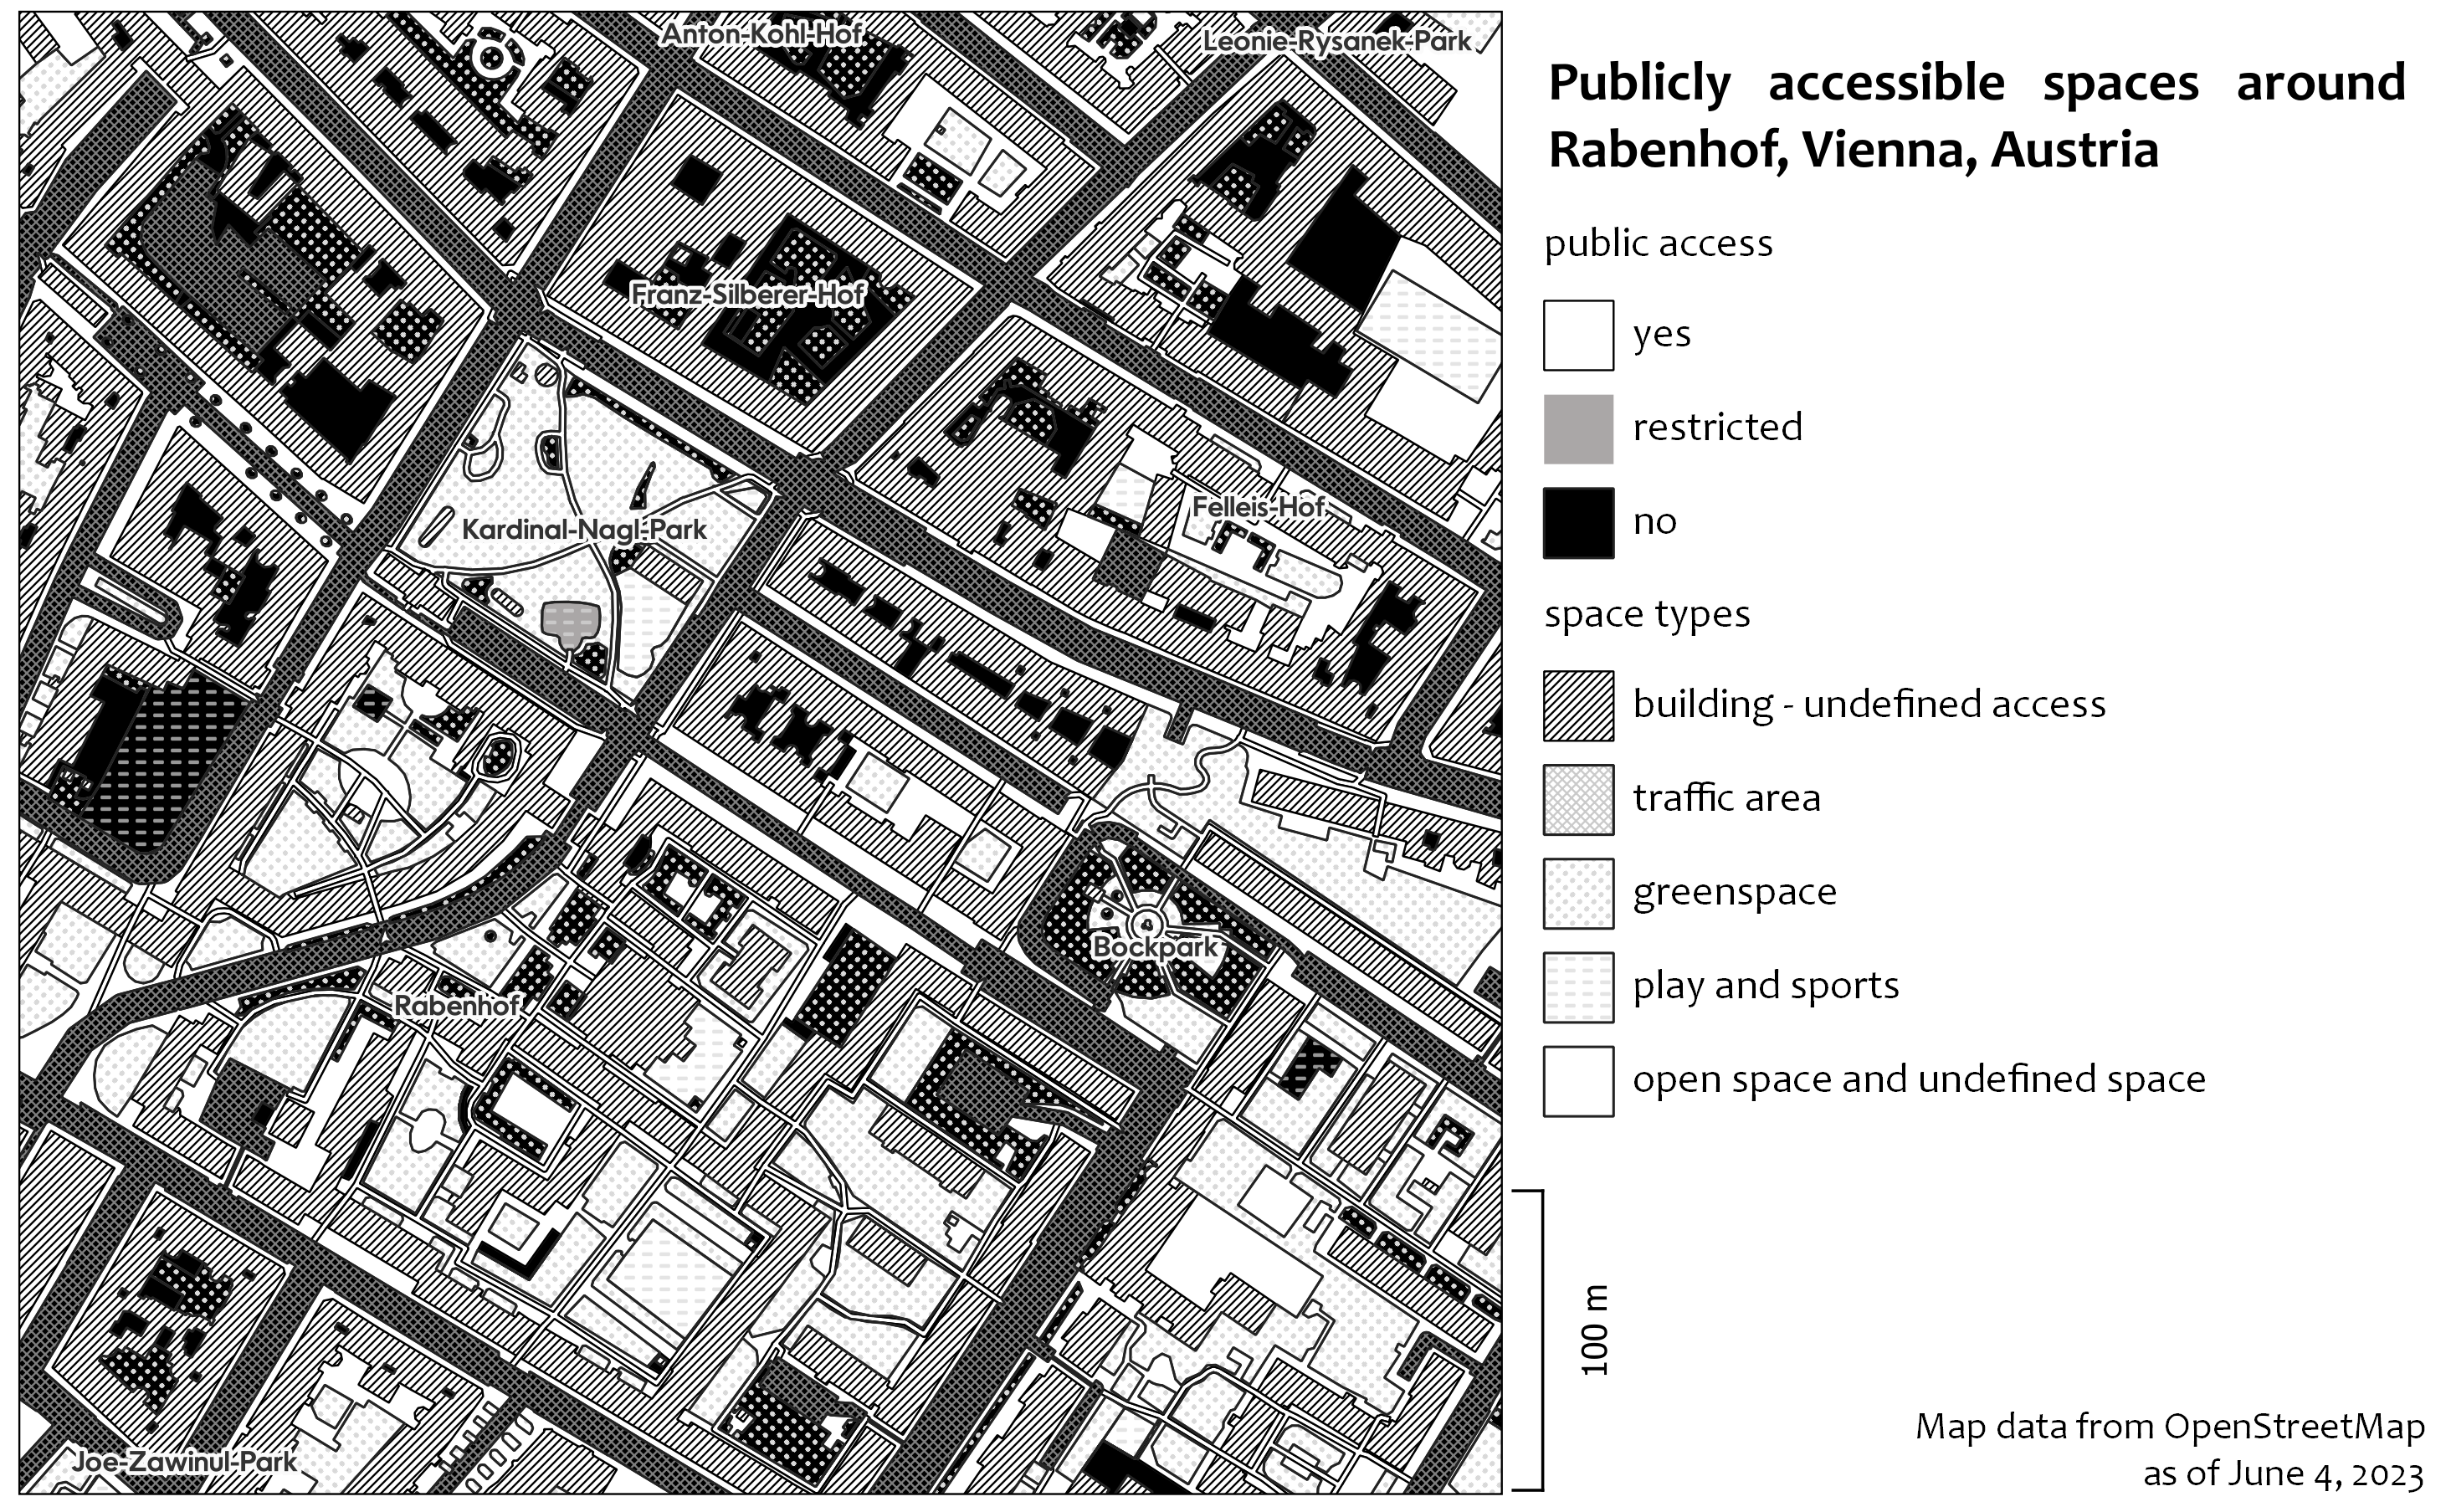 Publicly accessible spaces around
Rabenhof, Vienna, Austria
public access
yes
restricted
no
space types
building - undefined access
traffic area
greenspace
play and sports
open space and undefined space
100 m
Map data from OpenStreetMap
as of June 4, 2023
Anton-Kohl-Hof
Leonie-Rysanek-Park
Franz-Silberer-Hof
Kardinal-Nagl-Park
Felleis-Hof
Bockpark
Rabenhof
Joe-Zawinul-Park